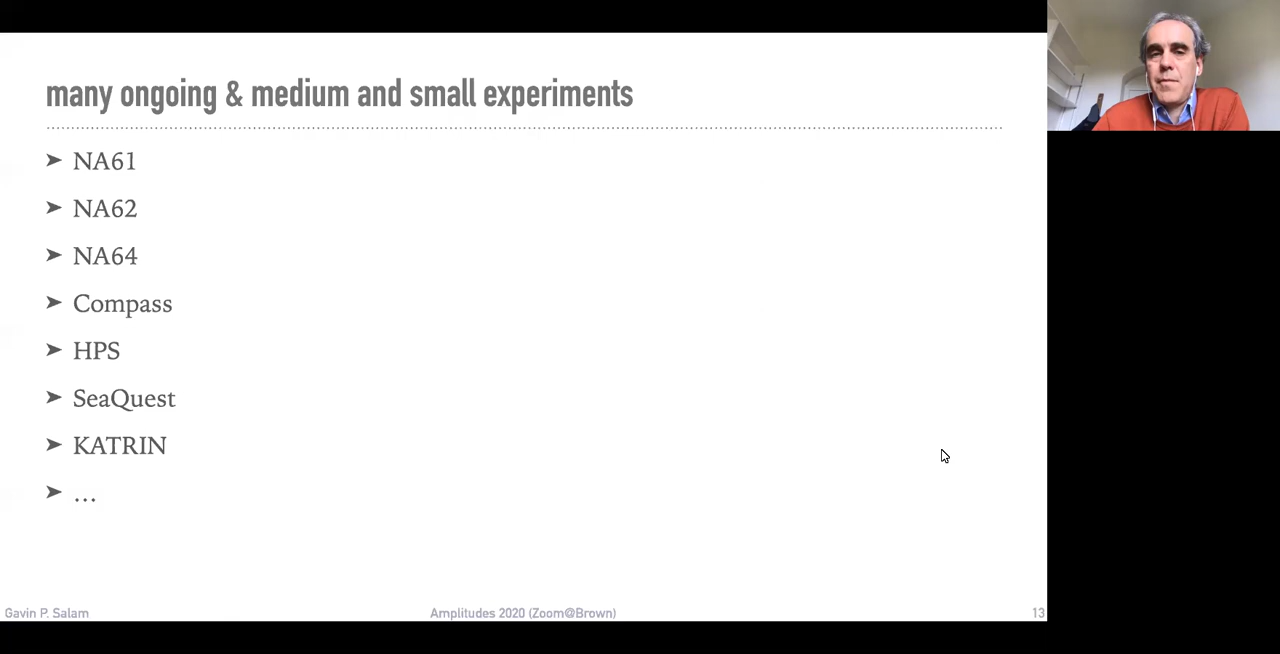 many ongoing & medium and small experiments
➤ NA61
➤ NA62
➤ NA64
➤ Compass
➤ HPS
➤ SeaQuest
➤ KATRIN
➤ ...
Gavin P. Salam
Amplitudes 2020 (Zoom@Brown)
13